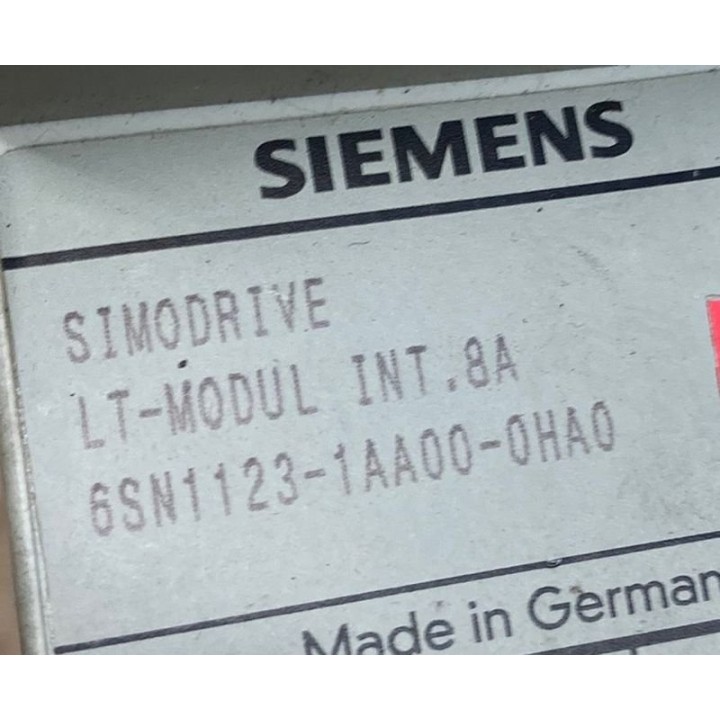 SIEMENS
SIMODRIVE
LT-MODUL INT.8A
6SN1123-1AA00-0HA0
Made in German